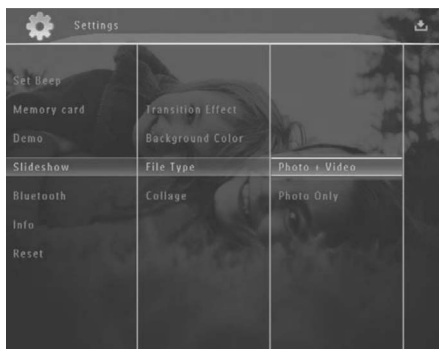 Settings
Set Beep
Memory card
Transition Effect
Demo
Background Color
Slideshow
File Type
Photo + Video
Bluetooth
Collage
Photo Only
Info
Reset